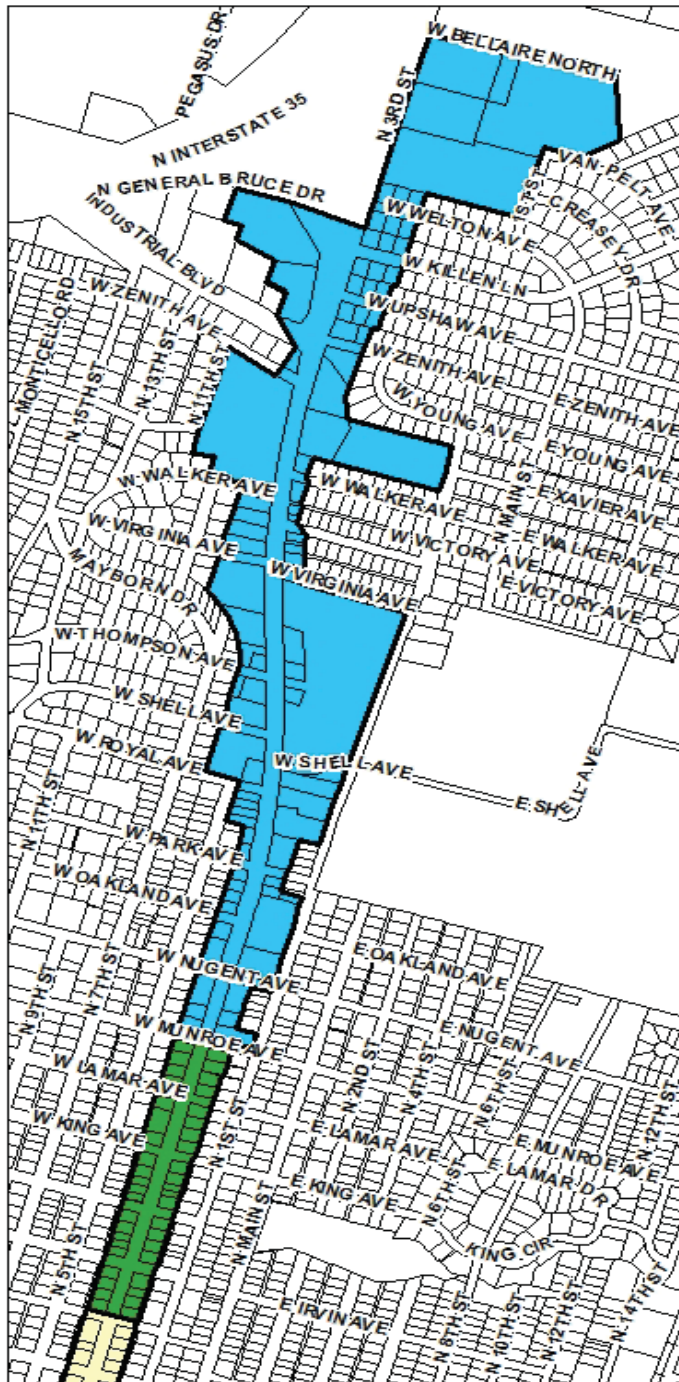 PEGASUS DR
W BELLAIRE NORTH
N 3RD ST
N INTERSTATE 35
N GENERAL BRUCE DR
VAN PELT AVE
INDUSTRIAL BLVD
1ST ST
CREASEY DR
W WELTON AVE
W KILLEN LN
W ZENITH AVE
W UPSHAW AVE
MONTICELLO RD
N 15TH ST
N 13TH ST
N 11TH ST
W ZENITH AVE
E ZENITH AVE
W YOUNG AVE
E YOUNG AVE
W WALKER AVE
W WALKER AVE
N MAIN ST
E XAVIER AVE
W VIRGINIA AVE
W VICTORY AVE
E WALKER AVE
MAYBORN DR
W VIRGINIA AVE
E VICTORY AVE
W THOMPSON AVE
W SHELL AVE
W ROYAL AVE
W SHELL AVE
E SHELL AVE
N 11TH ST
W PARK AVE
W OAKLAND AVE
W NUGENT AVE
E OAKLAND AVE
N 9TH ST
N 7TH ST
W MUNROE AVE
E NUGENT AVE
W LAMAR AVE
N 2ND ST
N 4TH ST
N 6TH ST
N 12TH ST
W KING AVE
N 1ST ST
E LAMAR AVE
E MUNROE AVE
E LAMAR DR
E KING AVE
N 6TH ST
N 5TH ST
N MAIN ST
KING CIR
E IRVIN AVE
N 8TH ST
N 10TH ST
N 12TH ST
N 14TH ST